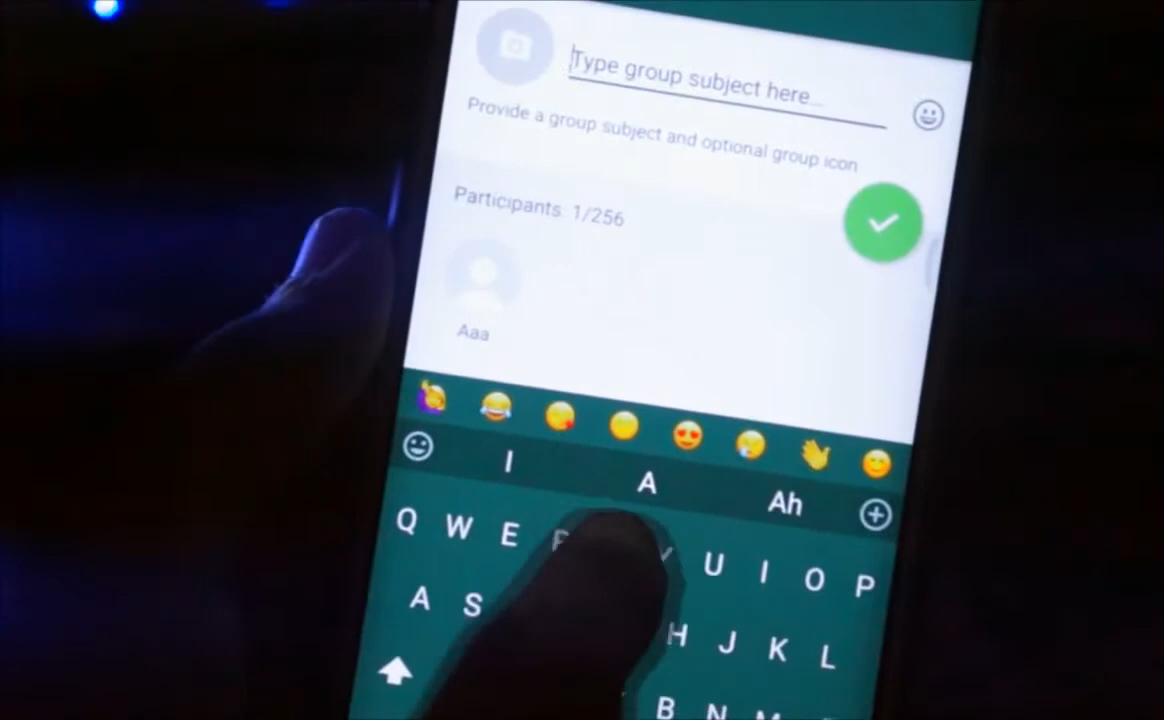 Type group subject here...
Provide a group subject and optional group icon
Participants: 1/256
Aaa
I A Ah
Q W E U I O P
A S H J K L
B N M